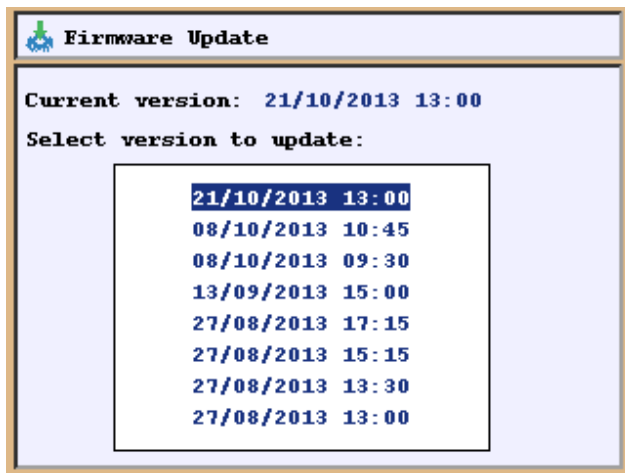 Firmware Update
Current version: 21/10/2013 13:00
Select version to update:
21/10/2013 13:00
08/10/2013 10:45
08/10/2013 09:30
13/09/2013 15:00
27/08/2013 17:15
27/08/2013 15:15
27/08/2013 13:30
27/08/2013 13:00